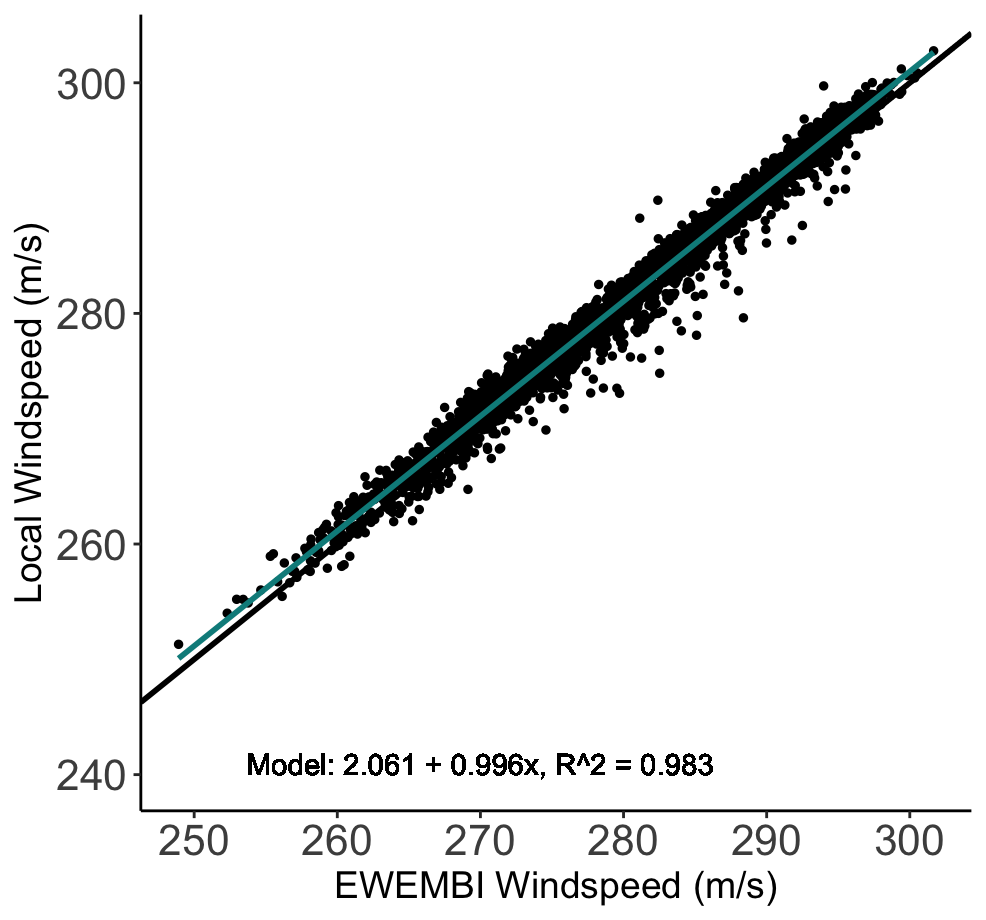 300
280
260
240
Local Windspeed (m/s)
Model: 2.061 + 0.996x, R^2 = 0.983
250 260 270 280 290 300
EWEMBI Windspeed (m/s)